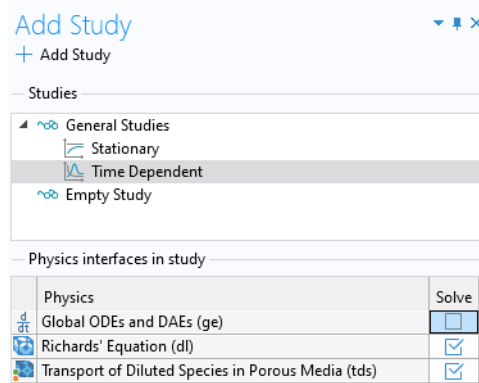 Add Study
+ Add Study
Studies
General Studies
Stationary
Time Dependent
Empty Study
Physics interfaces in study
Physics Solve
d/dt Global ODEs and DAEs (ge)
Richards' Equation (dl)
Transport of Diluted Species in Porous Media (tds)